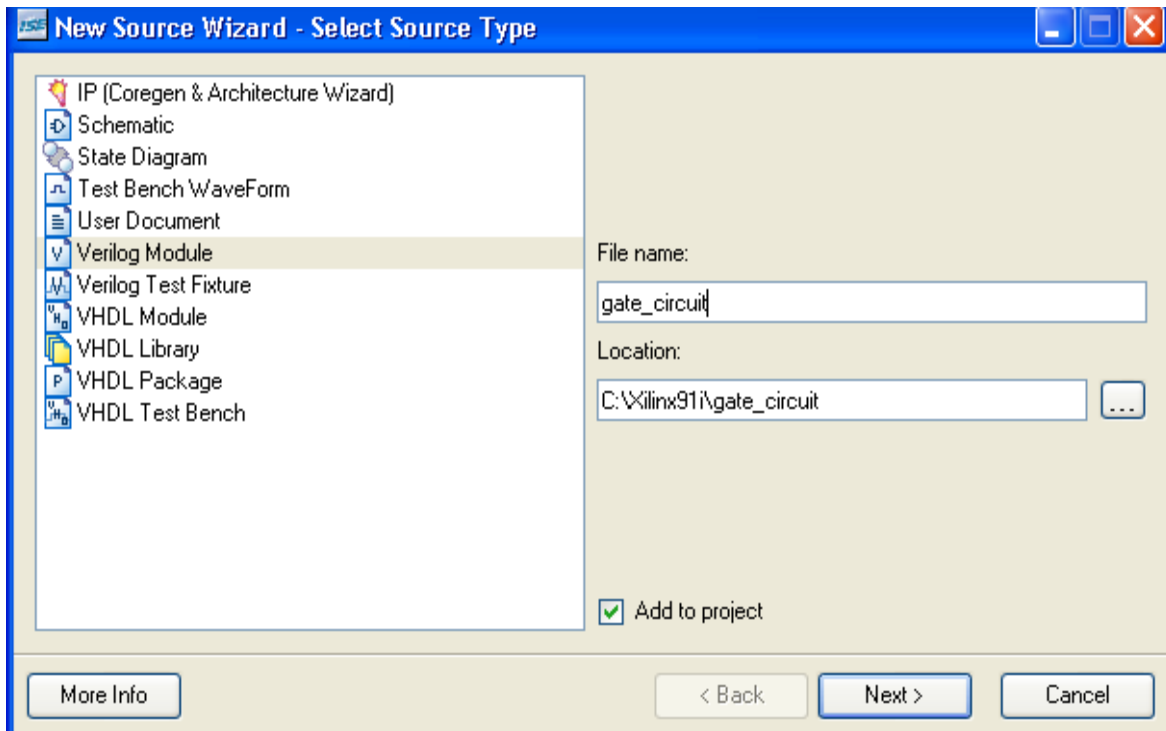 ISE New Source Wizard - Select Source Type
IP (Coregen & Architecture Wizard)
Schematic
State Diagram
Test Bench WaveForm
User Document
V Verilog Module
Verilog Test Fixture
VHDL Module
VHDL Library
P VHDL Package
VHDL Test Bench
File name:
gate_circuit
Location:
C:\Xilinx91i\gate_circuit
...
Add to project
More Info
< Back
Next >
Cancel